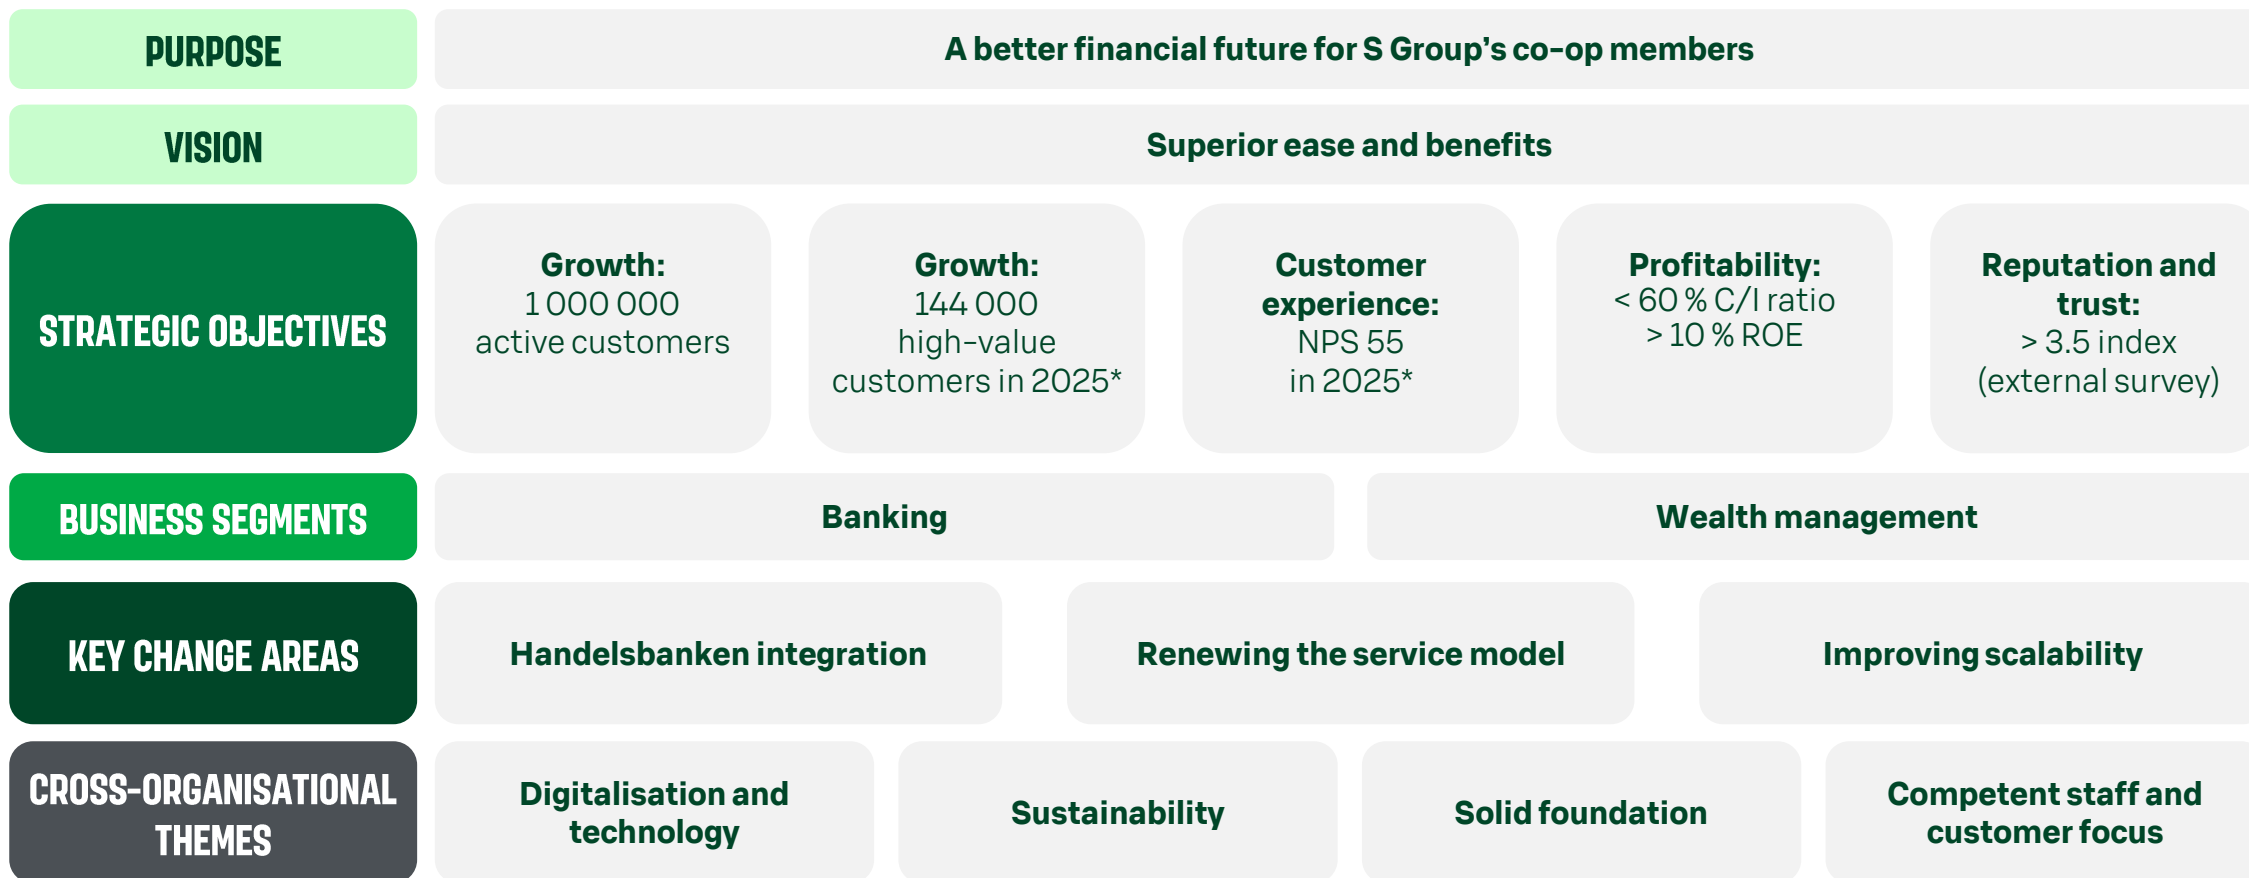 PURPOSE
A better financial future for S Group’s co-op members
VISION
Superior ease and benefits
STRATEGIC OBJECTIVES
Growth:
1 000 000
active customers
Growth:
144 000
high-value
customers in 2025*
Customer
experience:
NPS 55
in 2025*
Profitability:
< 60 % C/I ratio
> 10 % ROE
Reputation and
trust:
> 3.5 index
(external survey)
BUSINESS SEGMENTS
Banking
Wealth management
KEY CHANGE AREAS
Handelsbanken integration
Renewing the service model
Improving scalability
CROSS-ORGANISATIONAL
THEMES
Digitalisation and
technology
Sustainability
Solid foundation
Competent staff and
customer focus